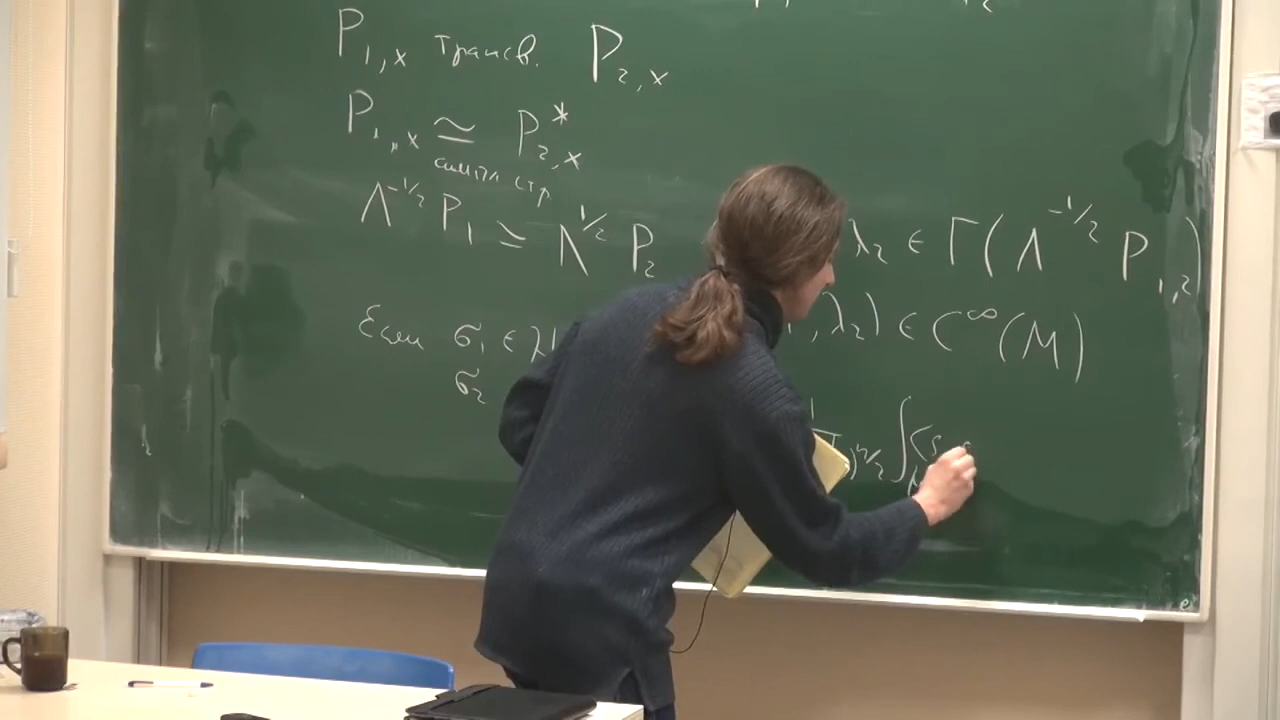 P_{1,x} трансв. P_{2,x}
P_{1,x} ≃ P*_{2,x}
симпл стр
Λ^{-1/2} P_1 ≃ Λ^{1/2} P_2
λ_2 ∈ Γ(Λ^{-1/2} P_{1,2})
Если σ_1 ∈
, λ_2) ∈ C^∞(M)
σ_2
)^{n/2} ∫